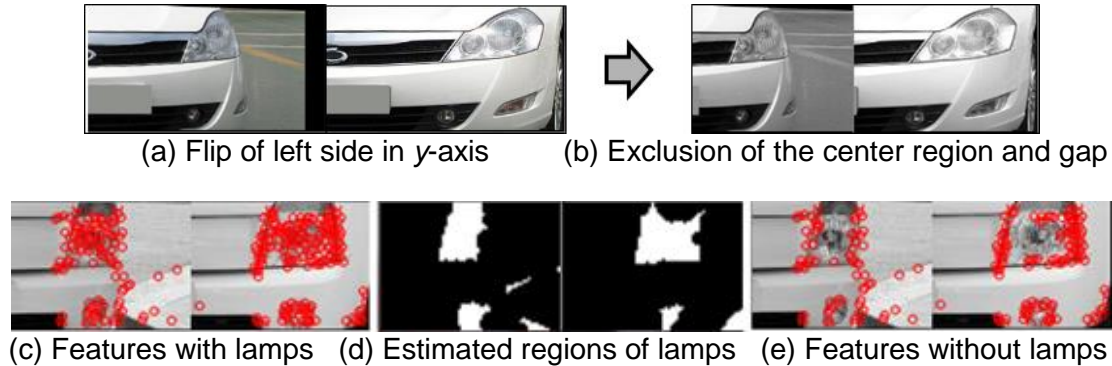 (a) Flip of left side in y-axis
(b) Exclusion of the center region and gap
(c) Features with lamps
(d) Estimated regions of lamps
(e) Features without lamps